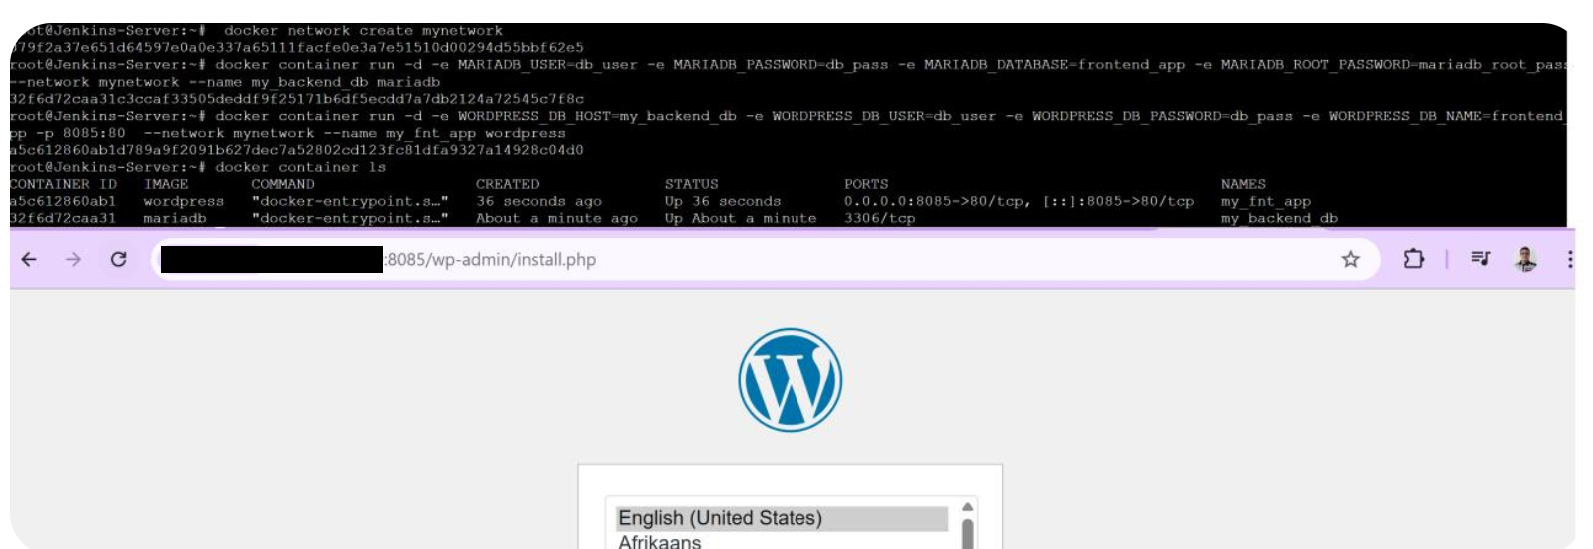 root@Jenkins-Server:~# docker network create mynetwork
379f2a37e651d64597e0a0e337a65111facfe0e3a7e51510d00294d55bbf62e5
root@Jenkins-Server:~# docker container run -d -e MARIADB_USER=db_user -e MARIADB_PASSWORD=db_pass -e MARIADB_DATABASE=frontend_app -e MARIADB_ROOT_PASSWORD=mariadb_root_pass
--network mynetwork --name my_backend_db mariadb
32f6d72caa31c3ccaf33505deddf9f25171b6df5ecdd7a7db2124a72545c7f8c
root@Jenkins-Server:~# docker container run -d -e WORDPRESS_DB_HOST=my_backend_db -e WORDPRESS_DB_USER=db_user -e WORDPRESS_DB_PASSWORD=db_pass -e WORDPRESS_DB_NAME=frontend_
pp -p 8085:80 --network mynetwork --name my_fnt_app wordpress
a5c612860ab1d789a9f2091b627dec7a52802cd123fc81dfa9327a14928c04d0
root@Jenkins-Server:~# docker container ls
CONTAINER ID IMAGE COMMAND CREATED STATUS PORTS NAMES
a5c612860ab1 wordpress "docker-entrypoint.s…" 36 seconds ago Up 36 seconds 0.0.0.0:8085->80/tcp, [::]:8085->80/tcp my_fnt_app
32f6d72caa31 mariadb "docker-entrypoint.s…" About a minute ago Up About a minute 3306/tcp my_backend_db
:8085/wp-admin/install.php
W
English (United States)
Afrikaans